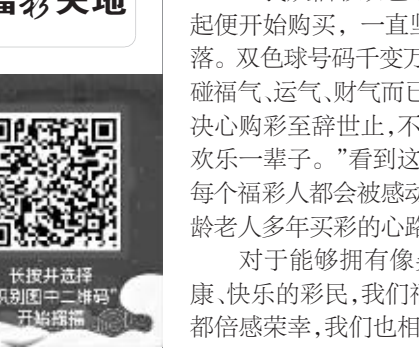 福彩天地
长按并选择
识别图中二维码”
开始摇福
起便开始购买，一直坚
落。双色球号码千变万
碰福气、运气、财气而已
决心购彩至辞世止，不
欢乐一辈子。”看到这
每个福彩人都会被感动
龄老人多年买彩的心路
对于能够拥有像
康、快乐的彩民，我们福
都倍感荣幸，我们也相